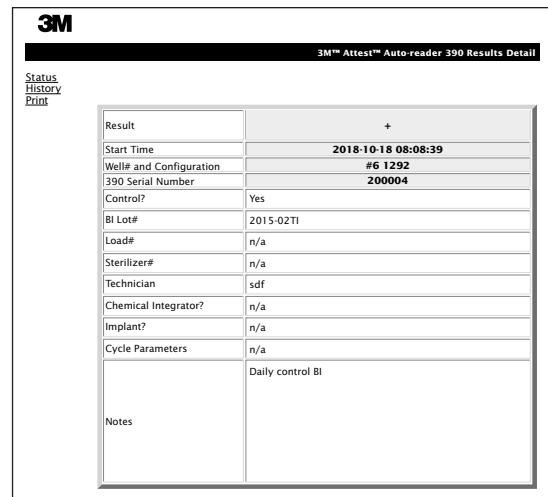 3M
3M™ Attest™ Auto-reader 390 Results Detail
Status
History
Print
Result +
Start Time 2018-10-18 08:08:39
Well# and Configuration #6 1292
390 Serial Number 200004
Control? Yes
BI Lot# 2015-02TI
Load# n/a
Sterilizer# n/a
Technician sdf
Chemical Integrator? n/a
Implant? n/a
Cycle Parameters n/a
Notes Daily control BI